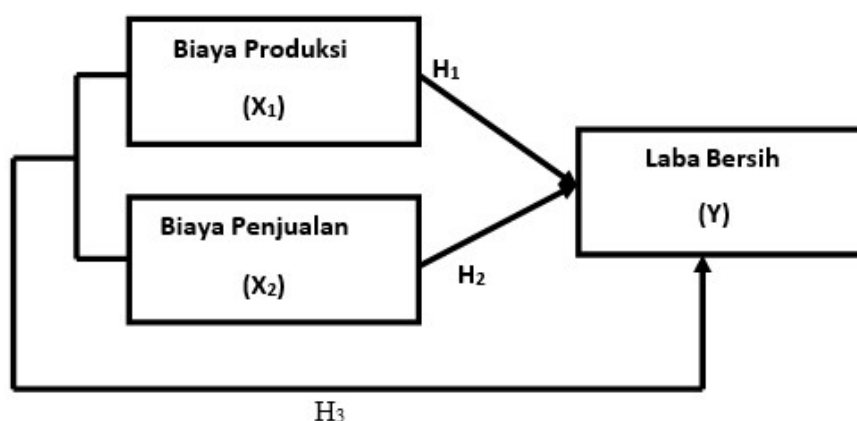 Biaya Produksi
(X₁)
H₁
Laba Bersih
(Y)
Biaya Penjualan
(X₂)
H₂
H₃